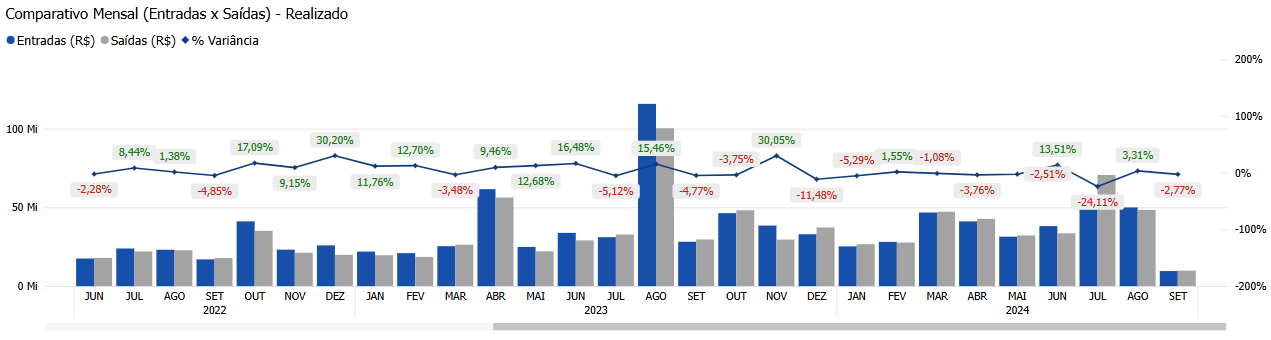 Comparativo Mensal (Entradas x Saídas) - Realizado
Entradas (R$) Saídas (R$) % Variância
200%
100%
0%
-100%
-200%
100 Mi
50 Mi
0 Mi
-2,28% 8,44% 1,38% -4,85% 17,09% 9,15% 30,20% 11,76% 12,70% -3,48% 9,46% 12,68% 16,48% -5,12% 15,46% -4,77% -3,75% 30,05% -11,48% -5,29% 1,55% -1,08% -3,76% -2,51% 13,51% -24,11% 3,31% -2,77%
JUN JUL AGO SET OUT NOV DEZ JAN FEV MAR ABR MAI JUN JUL AGO SET OUT NOV DEZ JAN FEV MAR ABR MAI JUN JUL AGO SET
2022 2023 2024